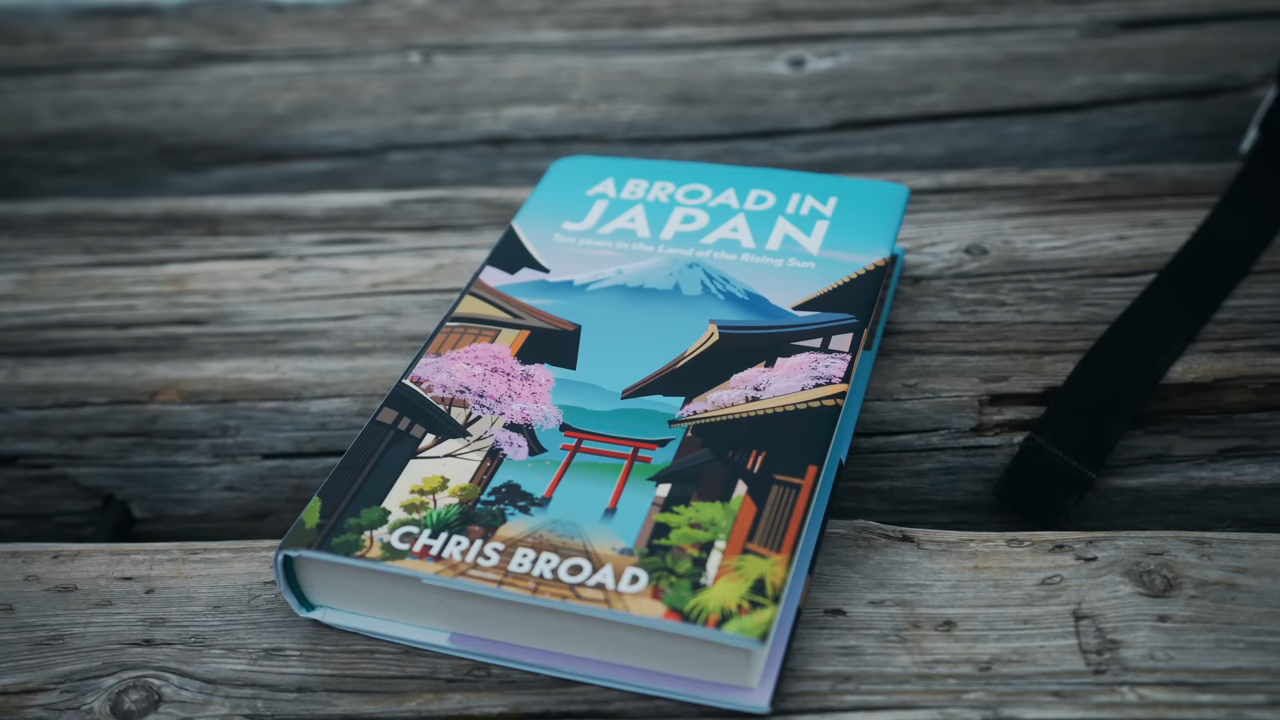 ABROAD IN
JAPAN
Ten years in the Land of the Rising Sun
CHRIS BROAD